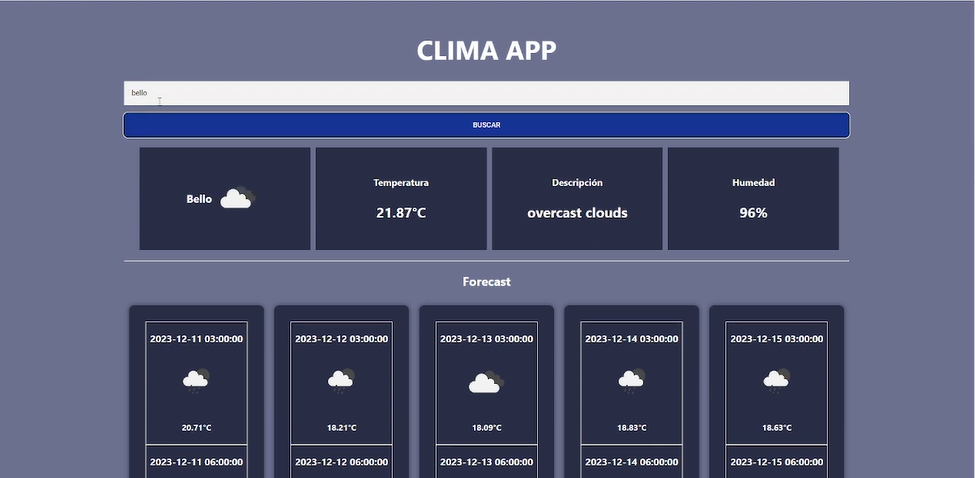 CLIMA APP
bello
BUSCAR
Bello
Temperatura
21.87°C
Descripción
overcast clouds
Humedad
96%
Forecast
2023-12-11 03:00:00
20.71°C
2023-12-11 06:00:00
2023-12-12 03:00:00
18.21°C
2023-12-12 06:00:00
2023-12-13 03:00:00
18.09°C
2023-12-13 06:00:00
2023-12-14 03:00:00
18.83°C
2023-12-14 06:00:00
2023-12-15 03:00:00
18.63°C
2023-12-15 06:00:00